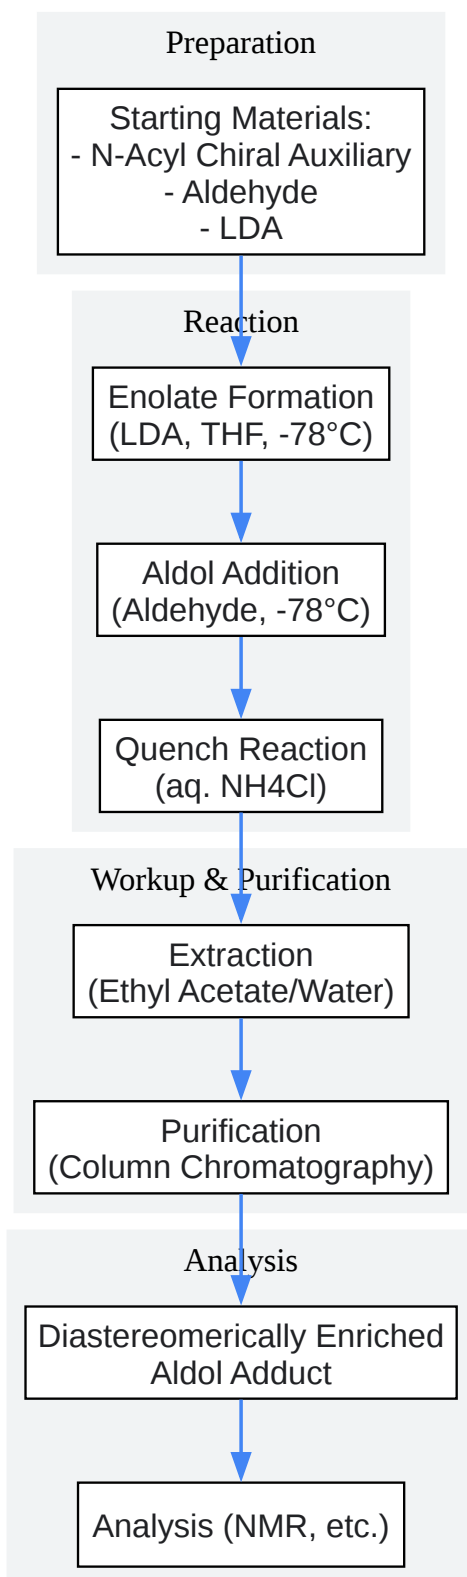 Preparation
Starting Materials:
- N-Acyl Chiral Auxiliary
- Aldehyde
- LDA
Reaction
Enolate Formation
(LDA, THF, -78°C)
Aldol Addition
(Aldehyde, -78°C)
Quench Reaction
(aq. NH4Cl)
Workup & Purification
Extraction
(Ethyl Acetate/Water)
Purification
(Column Chromatography)
Analysis
Diastereomerically Enriched
Aldol Adduct
Analysis (NMR, etc.)